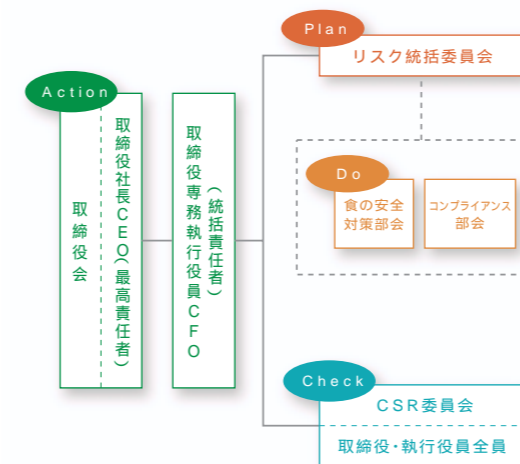 Plan
リスク統括委員会
Action
取締役会
取締役社長CEO(最高責任者)
取締役専務執行役員CFO
(統括責任者)
Do
食の安全
対策部会
コンプライアンス
部会
Check
CSR委員会
取締役・執行役員全員